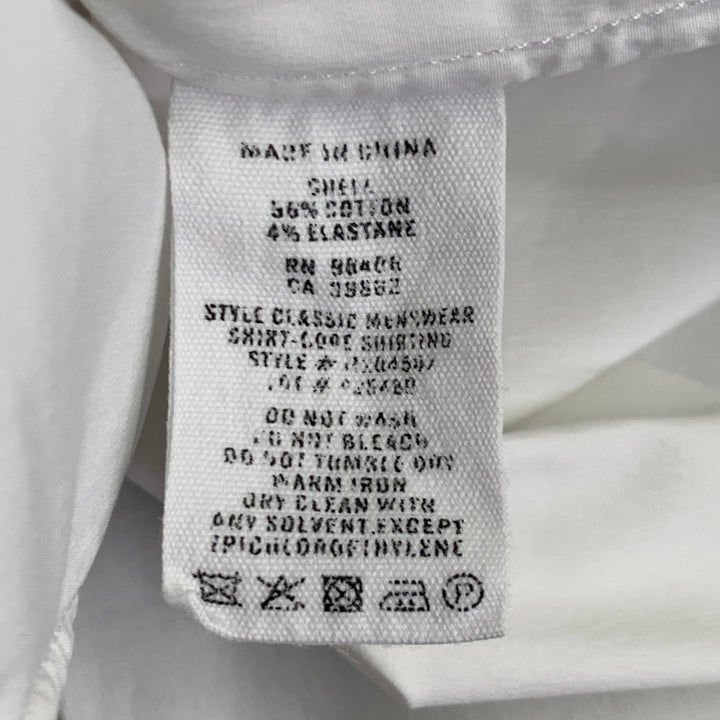 MADE IN CHINA
SHELL
96% COTTON
4% ELASTANE
RN
CA
STYLE CLASSIC MENSWEAR
SHIRT-CORE SHIRTING
STYLE #
LOT #
DO NOT WASH
DO NOT BLEACH
DO NOT TUMBLE DRY
WARM IRON
DRY CLEAN WITH
ANY SOLVENT EXCEPT
TRICHLOROETHYLENE
P